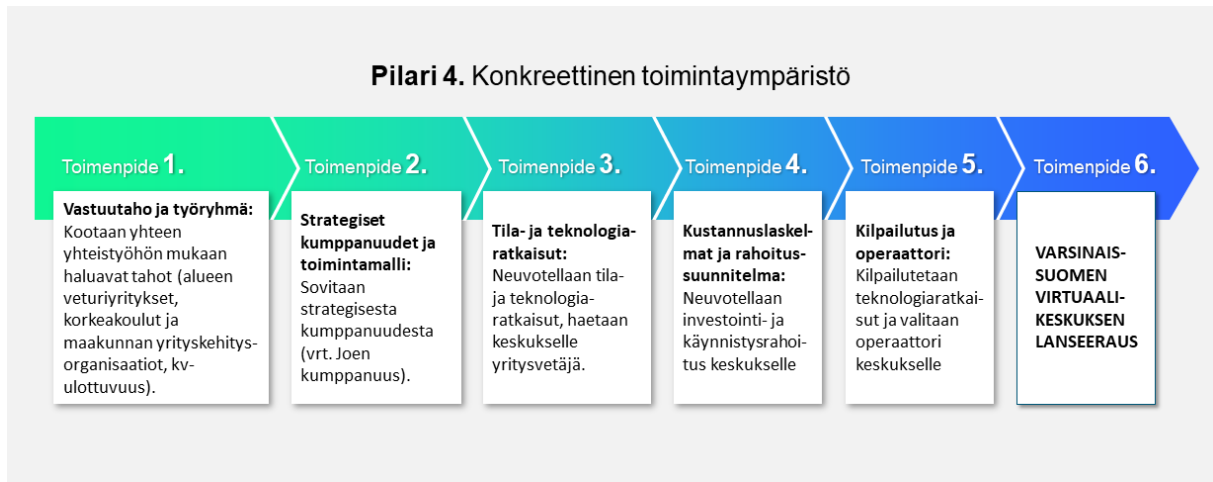 Pilari 4. Konkreettinen toimintaympäristö
Toimenpide 1.
Vastuutaho ja työryhmä:
Kootaan yhteen
yhteistyöhön mukaan
haluavat tahot (alueen
veturiyritykset,
korkeakoulut ja
maakunnan yrityskehitys-
organisaatiot, kv-
ulottuvuus).
Toimenpide 2.
Strategiset
kumppanuudet ja
toimintamalli:
Sovitaan
strategisesta
kumppanuudesta
(vrt. Joen
kumppanuus).
Toimenpide 3.
Tila- ja teknologia-
ratkaisut:
Neuvotellaan tila-
ja teknologia-
ratkaisut, haetaan
keskukselle
yritysvetäjä.
Toimenpide 4.
Kustannuslaskel-
mat ja rahoitus-
suunnitelma:
Neuvotellaan
investointi- ja
käynnistysrahoi-
tus keskukselle
Toimenpide 5.
Kilpailutus ja
operaattori:
Kilpailutetaan
teknologiaratkai-
sut ja valitaan
operaattori
keskukselle
Toimenpide 6.
VARSINAIS-
SUOMEN
VIRTUAALI-
KESKUKSEN
LANSEERAUS